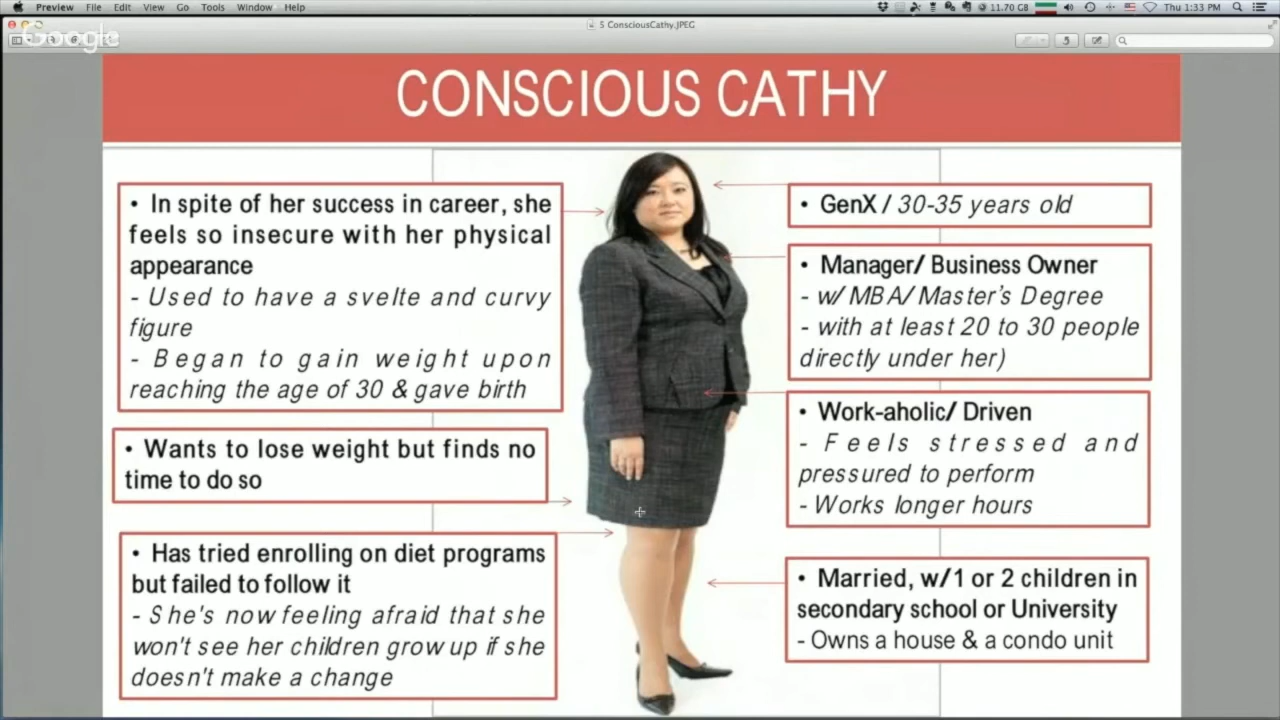 Preview File Edit View Go Tools Window Help
11.70 GB Thu 1:33 PM
5 ConsciousCathy.JPEG
Google
5
CONSCIOUS CATHY
• In spite of her success in career, she
feels so insecure with her physical
appearance
- Used to have a svelte and curvy
figure
- Began to gain weight upon
reaching the age of 30 & gave birth
• Wants to lose weight but finds no
time to do so
• Has tried enrolling on diet programs
but failed to follow it
- She's now feeling afraid that she
won't see her children grow up if she
doesn't make a change
• GenX / 30-35 years old
• Manager/ Business Owner
- w/ MBA/ Master's Degree
- with at least 20 to 30 people
directly under her)
• Work-aholic/ Driven
- Feels stressed and
pressured to perform
- Works longer hours
• Married, w/1 or 2 children in
secondary school or University
- Owns a house & a condo unit